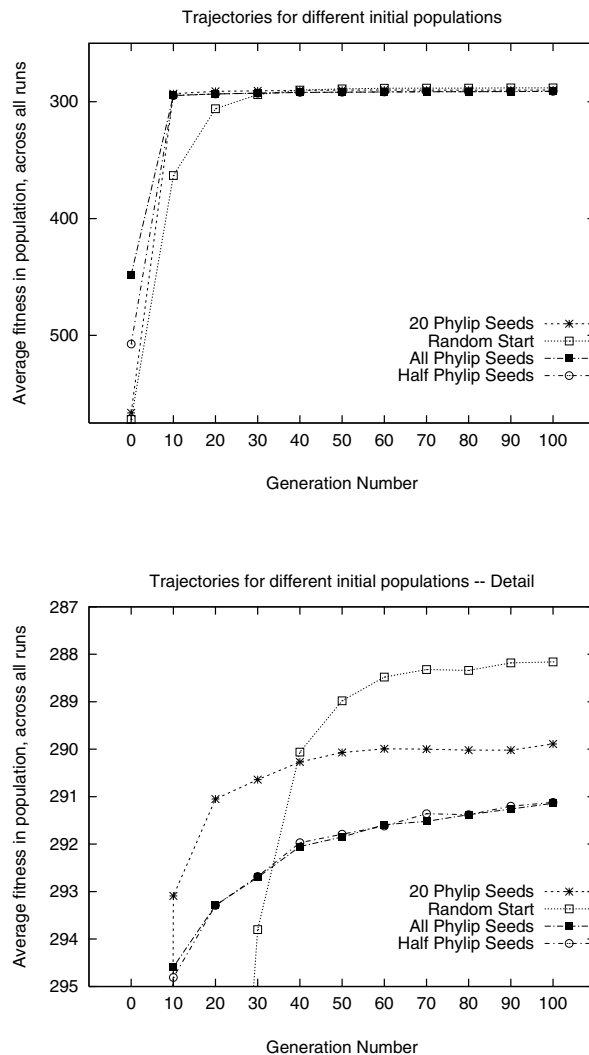 Trajectories for different initial populations
Average fitness in population, across all runs
300
400
500
20 Phylip Seeds
Random Start
All Phylip Seeds
Half Phylip Seeds
0 10 20 30 40 50 60 70 80 90 100
Generation Number
Trajectories for different initial populations -- Detail
Average fitness in population, across all runs
287
288
289
290
291
292
293
294
295
20 Phylip Seeds
Random Start
All Phylip Seeds
Half Phylip Seeds
0 10 20 30 40 50 60 70 80 90 100
Generation Number